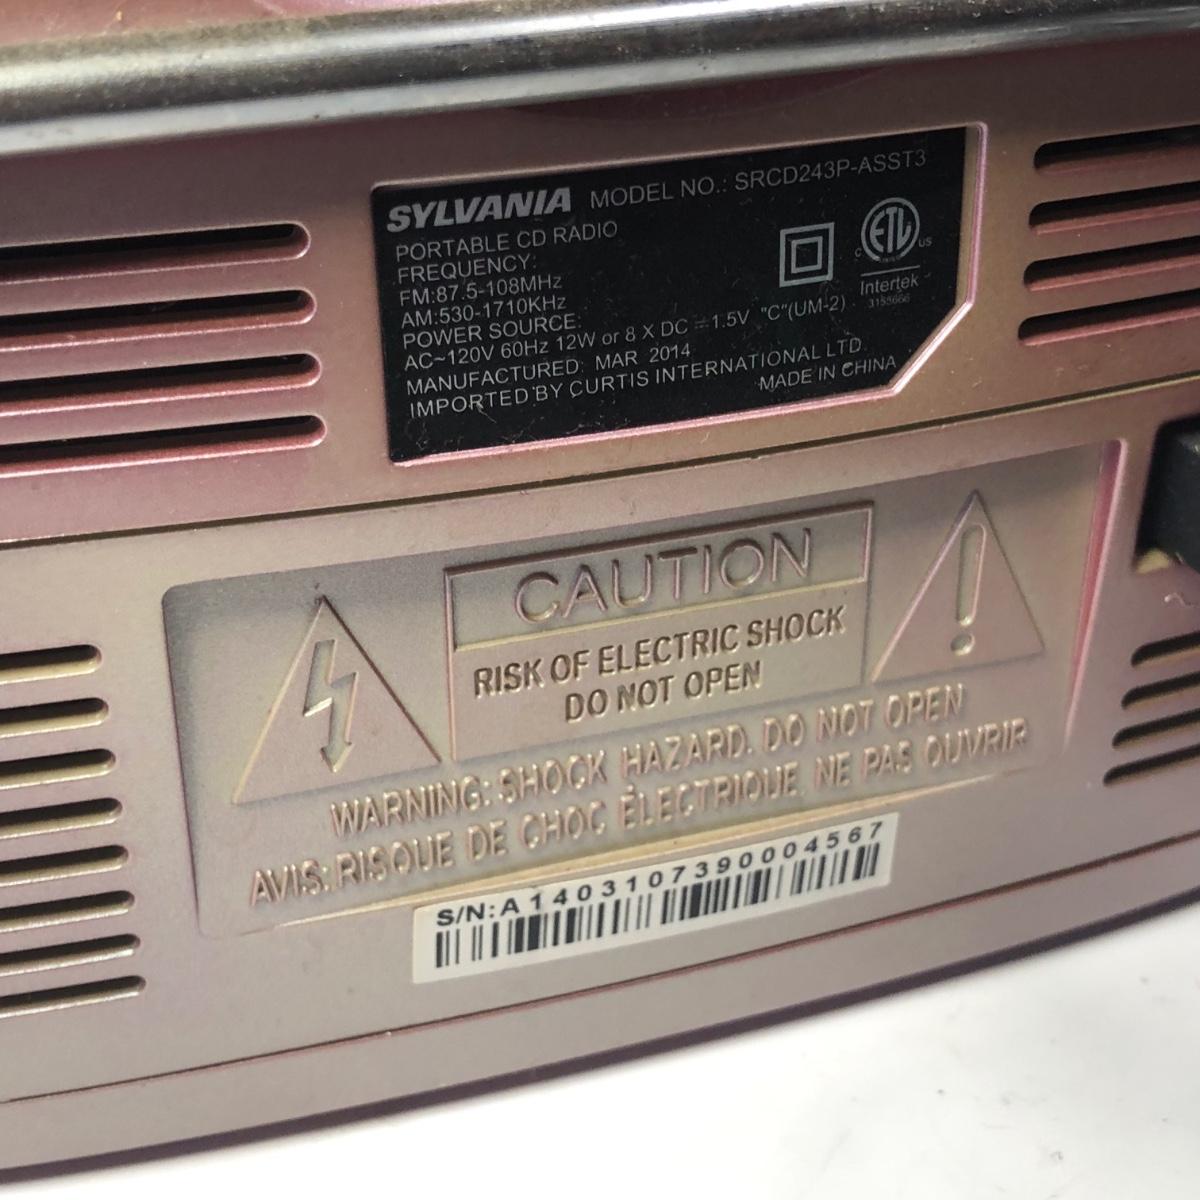 SYLVANIA MODEL NO.: SRCD243P-ASST3
PORTABLE CD RADIO
FREQUENCY:
FM:87.5-108MHz
AM:530-1710KHz
POWER SOURCE:
AC~120V 60Hz 12W or 8 X DC ⎓ 1.5V "C"(UM-2)
MANUFACTURED: MAR 2014
IMPORTED BY CURTIS INTERNATIONAL LTD.
MADE IN CHINA
c ETL us
Intertek
CAUTION
RISK OF ELECTRIC SHOCK
DO NOT OPEN
WARNING: SHOCK HAZARD. DO NOT OPEN
AVIS: RISQUE DE CHOC ÉLECTRIQUE. NE PAS OUVRIR
S/N:A1403107390004567